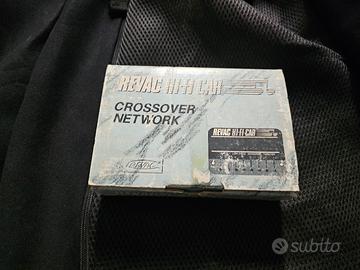 REVAC HI-FI CAR
CROSSOVER
NETWORK
REVAC HI-FI-CAR
subito